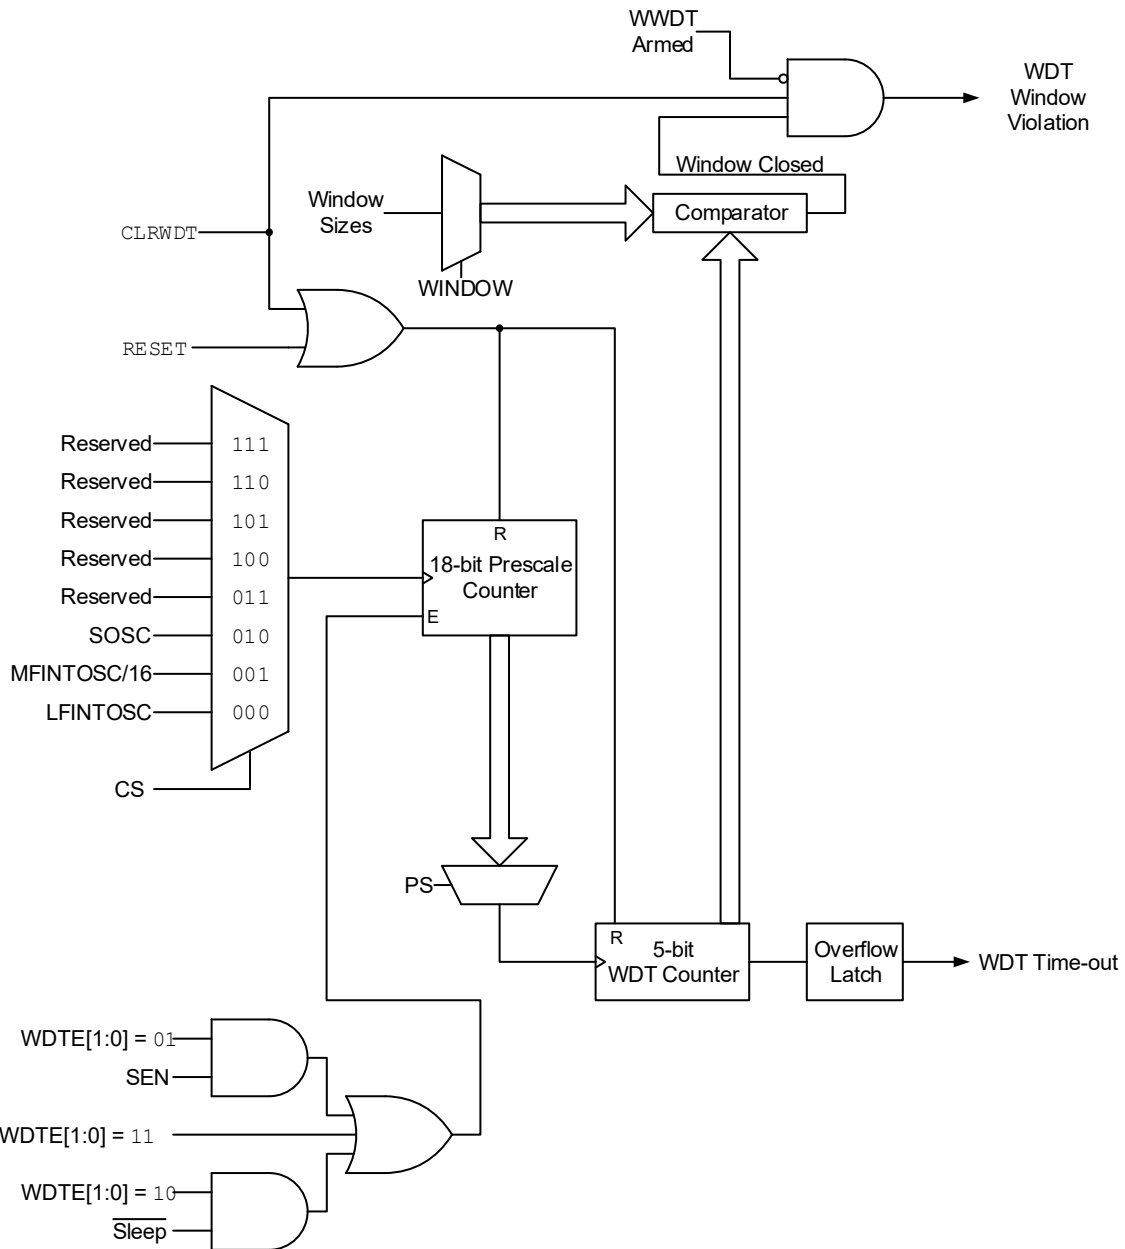 WWDT
Armed
WDT
Window
Violation
Window Closed
Window
Sizes
Comparator
CLRWDT
WINDOW
RESET
Reserved 111
Reserved 110
Reserved 101
Reserved 100
Reserved 011
SOSC 010
MFINTOSC/16 001
LFINTOSC 000
CS
R
18-bit Prescale
Counter
E
PS
R
5-bit
WDT Counter
Overflow
Latch
WDT Time-out
WDTE[1:0] = 01
SEN
WDTE[1:0] = 11
WDTE[1:0] = 10
Sleep